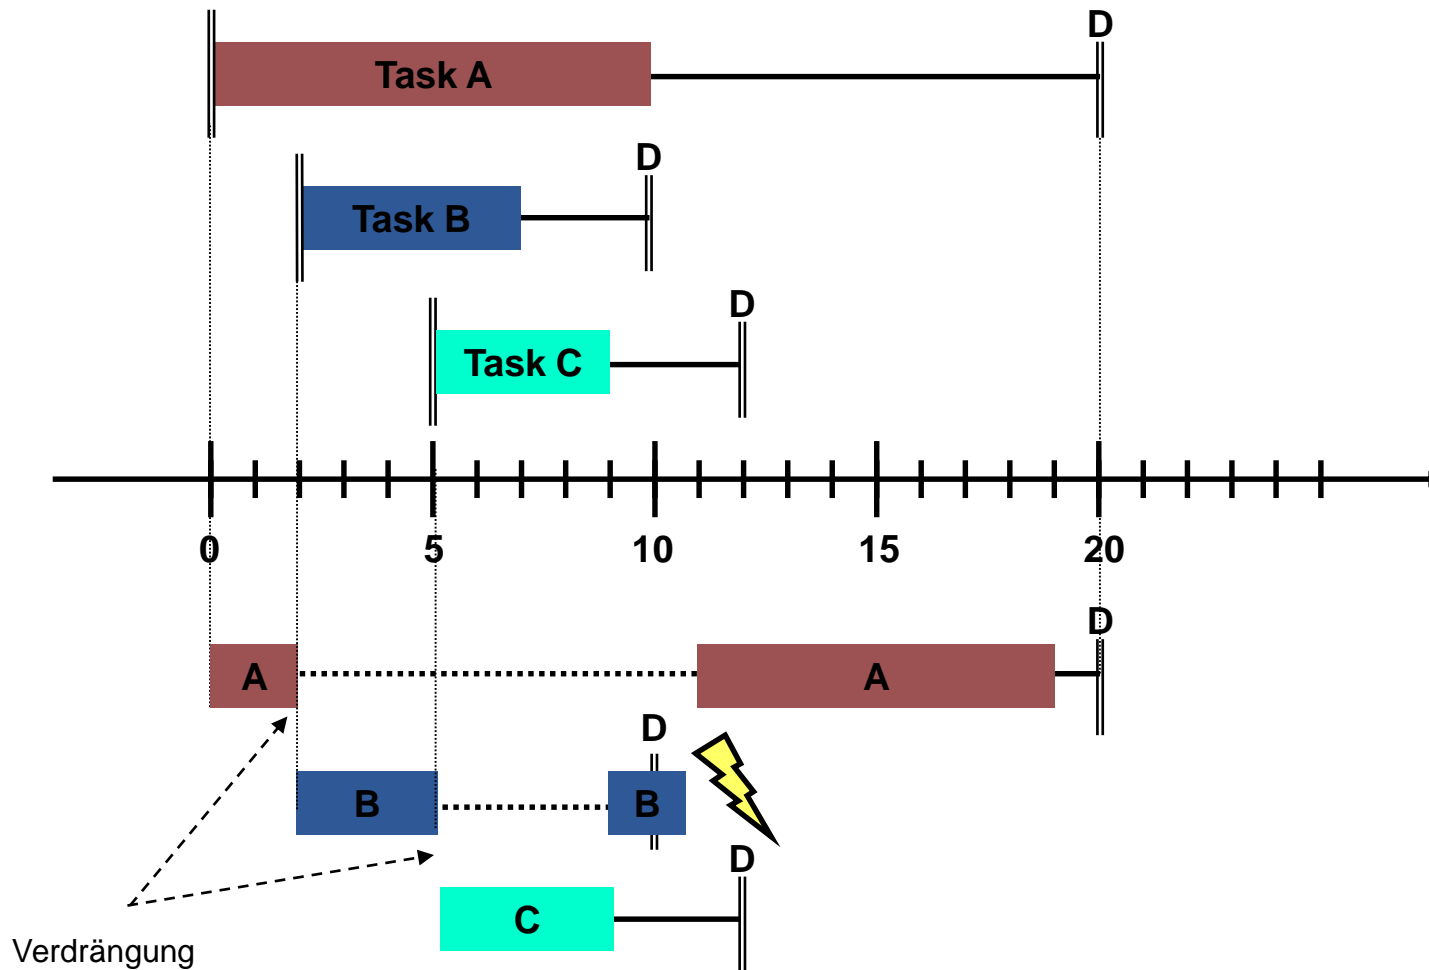 D
Task A
D
Task B
D
Task C
0 5 10 15 20
D
A A
D
B B
D
C
Verdrängung